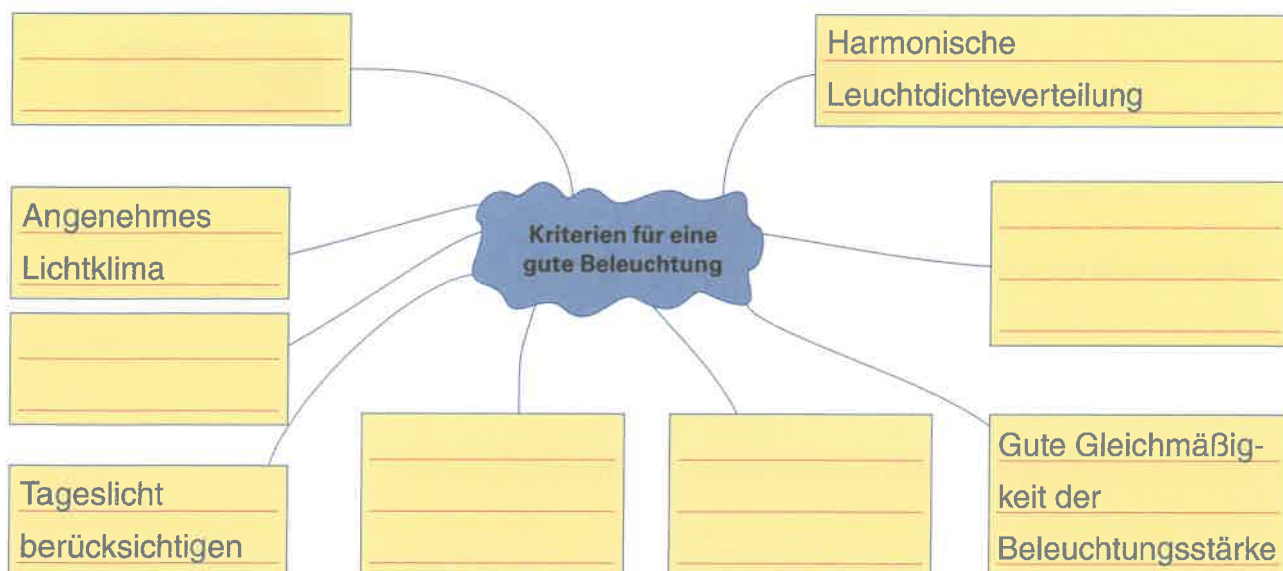 Harmonische
Leuchtdichteverteilung
Angenehmes
Lichtklima
Kriterien für eine
gute Beleuchtung
Tageslicht
berücksichtigen
Gute Gleichmäßig-
keit der
Beleuchtungsstärke